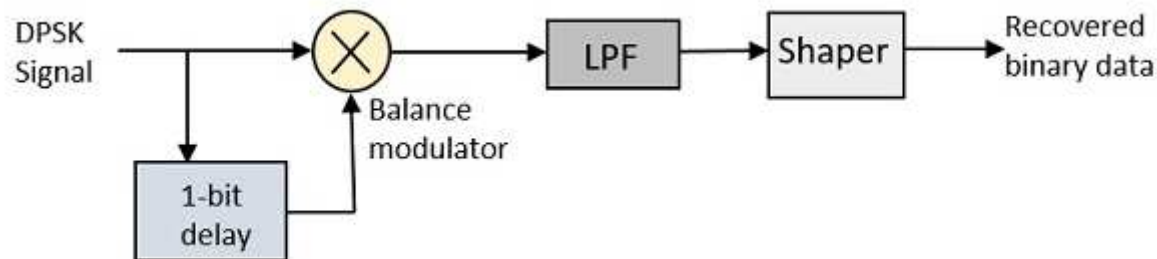 DPSK
Signal
Balance
modulator
1-bit
delay
LPF
Shaper
Recovered
binary data